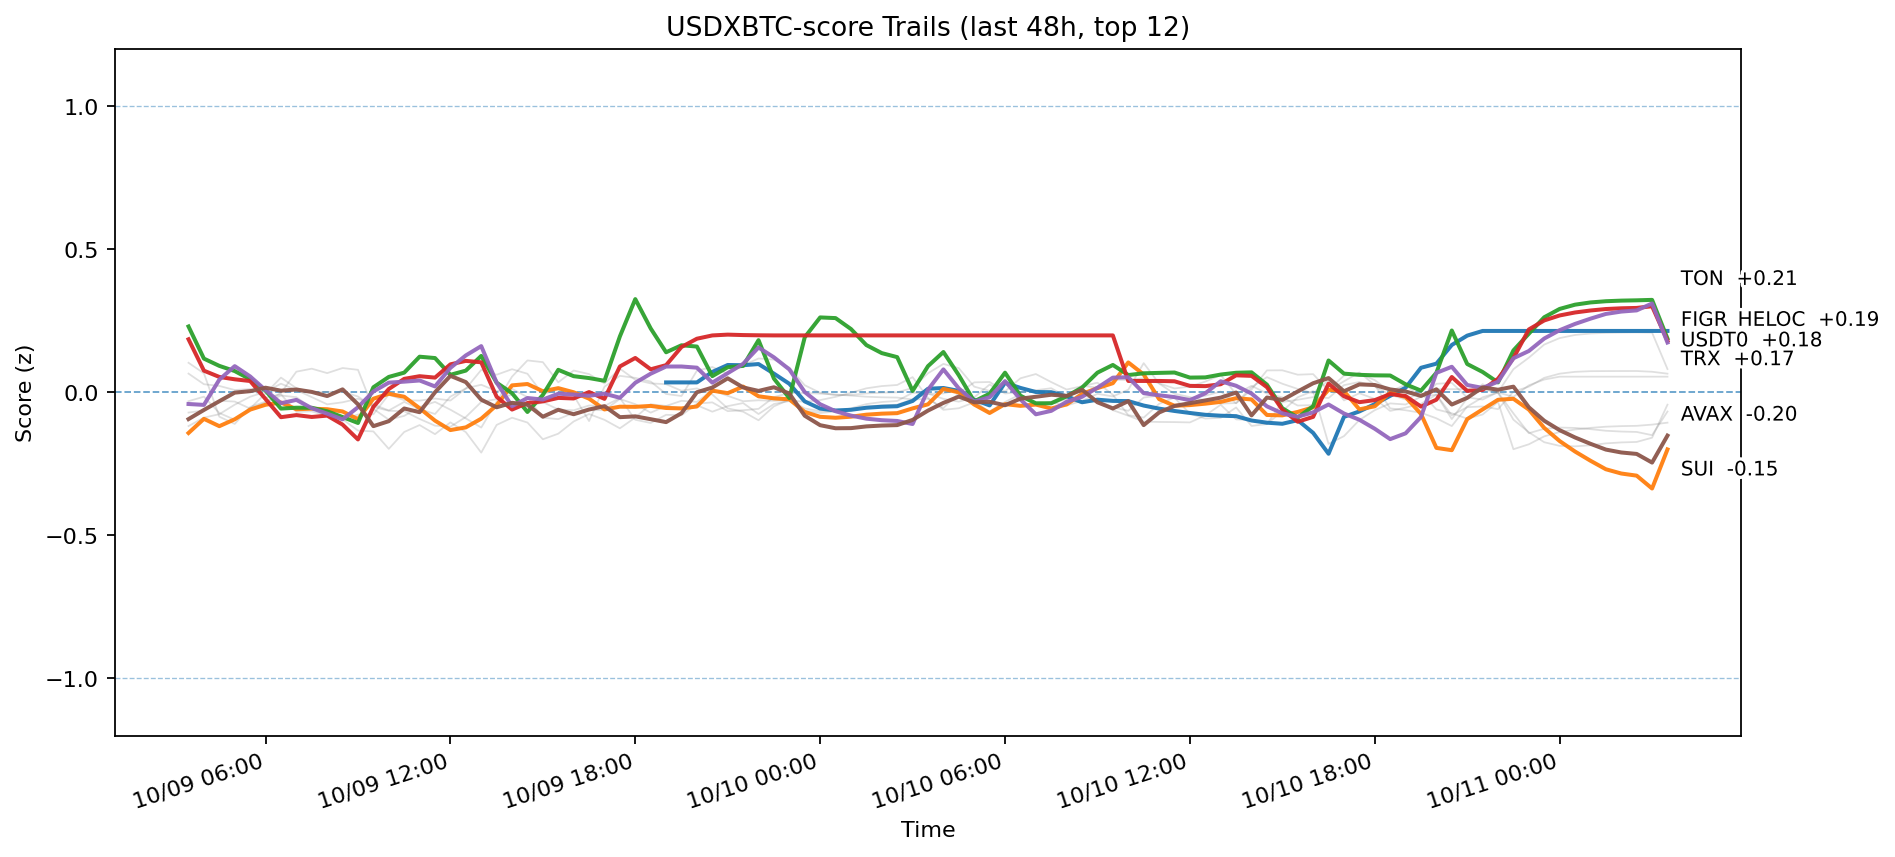 USDXBTC-score Trails (last 48h, top 12)
Score (z)
1.0
0.5
0.0
−0.5
−1.0
TON +0.21
FIGR_HELOC +0.19
USDT0 +0.18
TRX +0.17
AVAX -0.20
SUI -0.15
10/09 06:00
10/09 12:00
10/09 18:00
10/10 00:00
10/10 06:00
10/10 12:00
10/10 18:00
10/11 00:00
Time